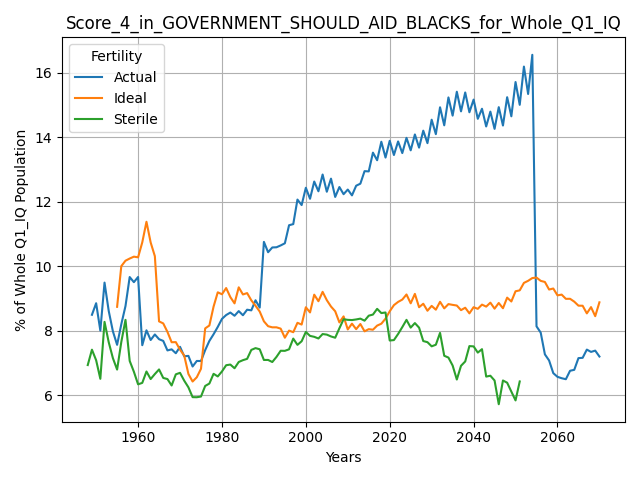 Score_4_in_GOVERNMENT_SHOULD_AID_BLACKS_for_Whole_Q1_IQ
Fertility
Actual
Ideal
Sterile
% of Whole Q1_IQ Population
16
14
12
10
8
6
1960 1980 2000 2020 2040 2060
Years